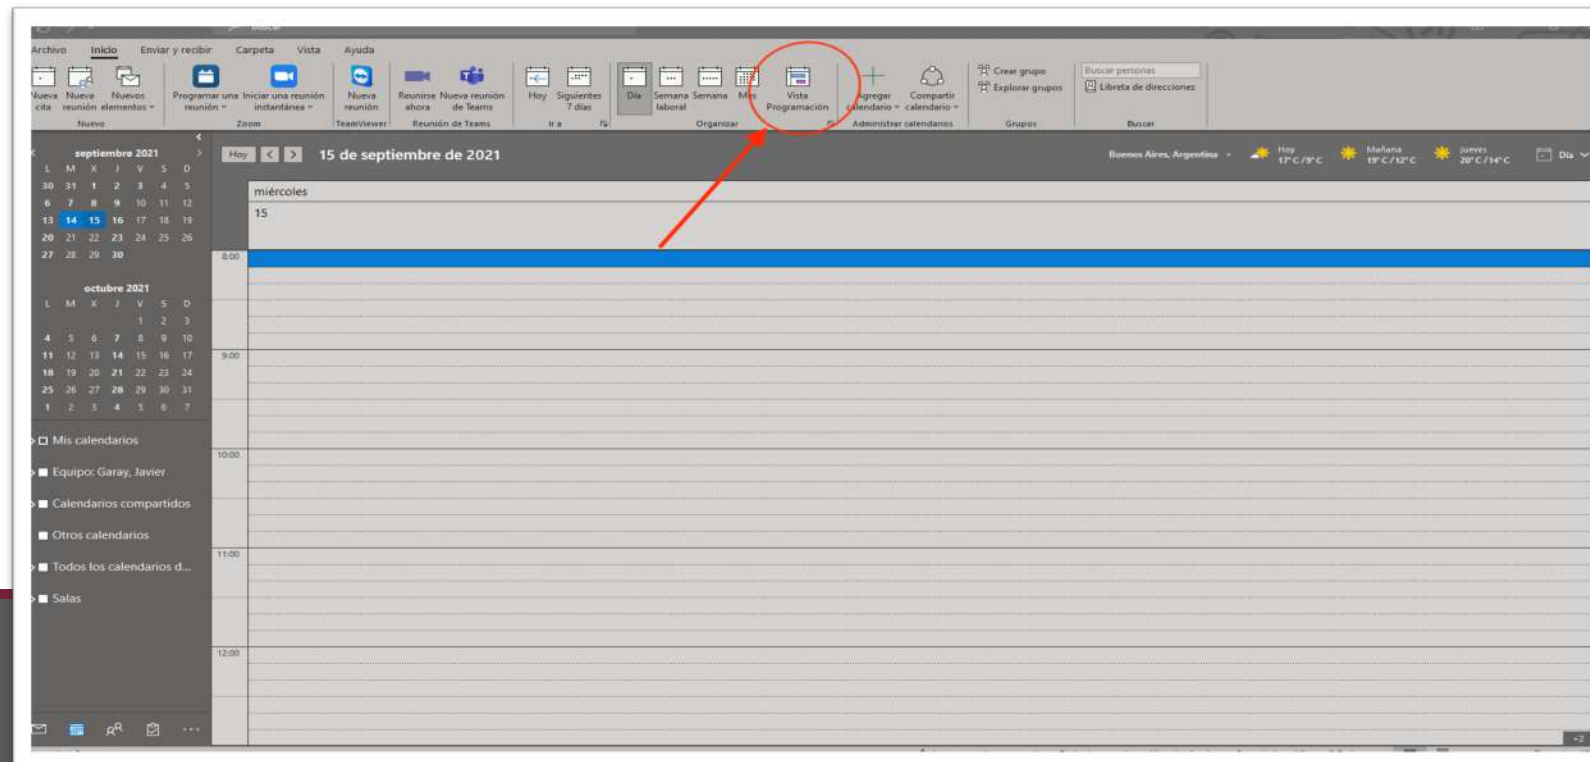 Buscar
Archivo Inicio Enviar y recibir Carpeta Vista Ayuda
Nueva cita
Nueva reunión
Nuevos elementos
Programar una reunión
Iniciar una reunión instantánea
Nueva reunión
Reunirse ahora
Nueva reunión de Teams
Hoy
Siguientes 7 días
Día
Semana laboral
Semana
Mes
Vista Programación
Agregar calendario
Compartir calendario
Crear grupo
Explorar grupos
Buscar personas
Libreta de direcciones
Nuevo Zoom TeamViewer Reunión de Teams Ir a Organizar Administrar calendarios Grupos Buscar
septiembre 2021
L M X J V S D
30 31 1 2 3 4 5
6 7 8 9 10 11 12
13 14 15 16 17 18 19
20 21 22 23 24 25 26
27 28 29 30
octubre 2021
L M X J V S D
1 2 3
4 5 6 7 8 9 10
11 12 13 14 15 16 17
18 19 20 21 22 23 24
25 26 27 28 29 30 31
1 2 3 4 5 6 7
Mis calendarios
Equipo: Garay, Javier
Calendarios compartidos
Otros calendarios
Todos los calendarios d...
Salas
Hoy 15 de septiembre de 2021
Buenos Aires, Argentina
Hoy
17° C / 9° C
Mañana
19° C / 12° C
jueves
20° C / 14° C
Día
miércoles
15
8:00
9:00
10:00
11:00
12:00
+2